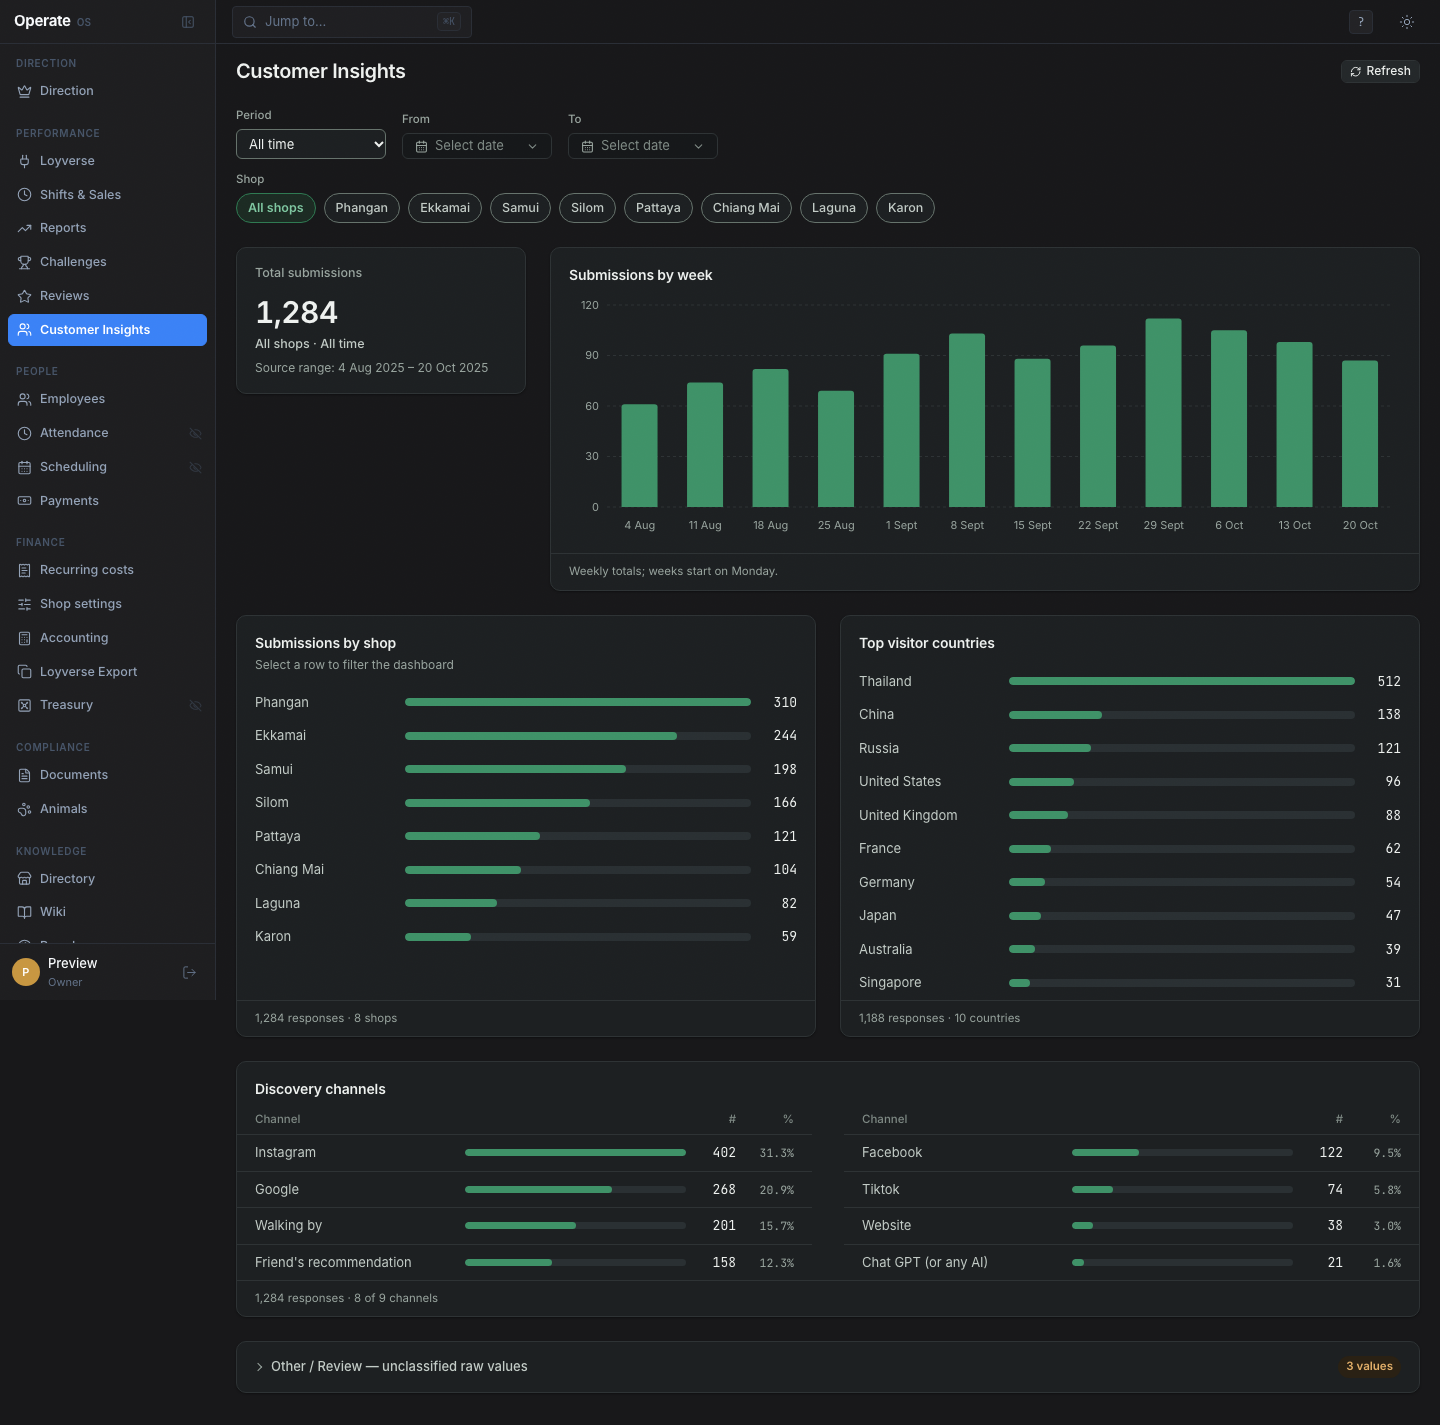 Operate OS
Jump to...
⌘K
?
DIRECTION
Direction
PERFORMANCE
Loyverse
Shifts & Sales
Reports
Challenges
Reviews
Customer Insights
PEOPLE
Employees
Attendance
Scheduling
Payments
FINANCE
Recurring costs
Shop settings
Accounting
Loyverse Export
Treasury
COMPLIANCE
Documents
Animals
KNOWLEDGE
Directory
Wiki
P
Preview
Owner
Customer Insights
Refresh
Period
From
To
All time
Select date
Select date
Shop
All shops
Phangan
Ekkamai
Samui
Silom
Pattaya
Chiang Mai
Laguna
Karon
Total submissions
1,284
All shops · All time
Source range: 4 Aug 2025 – 20 Oct 2025
Submissions by week
120
90
60
30
0
4 Aug
11 Aug
18 Aug
25 Aug
1 Sept
8 Sept
15 Sept
22 Sept
29 Sept
6 Oct
13 Oct
20 Oct
Weekly totals; weeks start on Monday.
Submissions by shop
Select a row to filter the dashboard
Phangan 310
Ekkamai 244
Samui 198
Silom 166
Pattaya 121
Chiang Mai 104
Laguna 82
Karon 59
1,284 responses · 8 shops
Top visitor countries
Thailand 512
China 138
Russia 121
United States 96
United Kingdom 88
France 62
Germany 54
Japan 47
Australia 39
Singapore 31
1,188 responses · 10 countries
Discovery channels
Channel # %
Instagram 402 31.3%
Google 268 20.9%
Walking by 201 15.7%
Friend's recommendation 158 12.3%
Channel # %
Facebook 122 9.5%
Tiktok 74 5.8%
Website 38 3.0%
Chat GPT (or any AI) 21 1.6%
1,284 responses · 8 of 9 channels
Other / Review — unclassified raw values
3 values